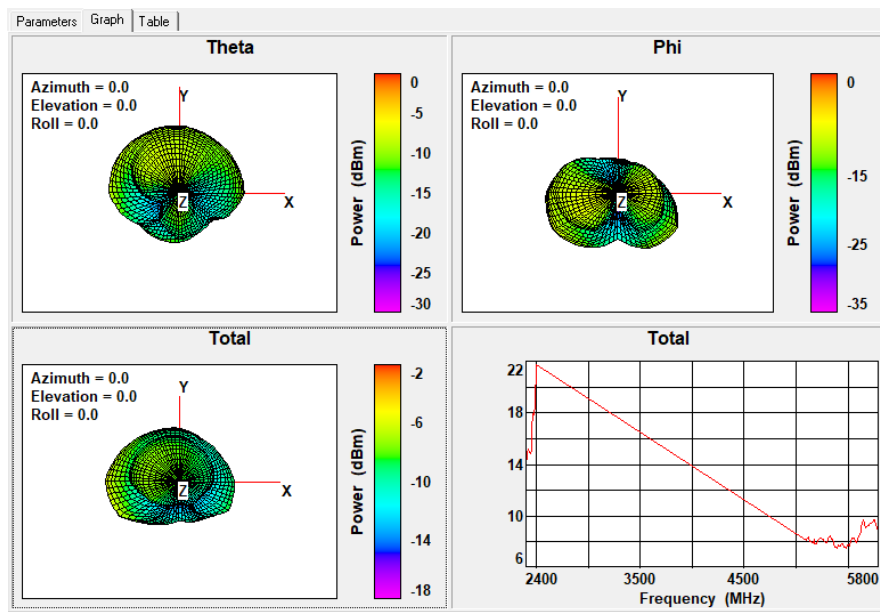 Parameters Graph Table
Theta
Azimuth = 0.0
Elevation = 0.0
Roll = 0.0
Y
X
Z
Power (dBm)
0
-5
-10
-15
-20
-25
-30
Phi
Azimuth = 0.0
Elevation = 0.0
Roll = 0.0
Y
X
Z
Power (dBm)
0
-15
-25
-35
Total
Azimuth = 0.0
Elevation = 0.0
Roll = 0.0
Y
X
Z
Power (dBm)
-2
-6
-10
-14
-18
Total
22
18
14
10
6
2400 3500 4500 5800
Frequency (MHz)